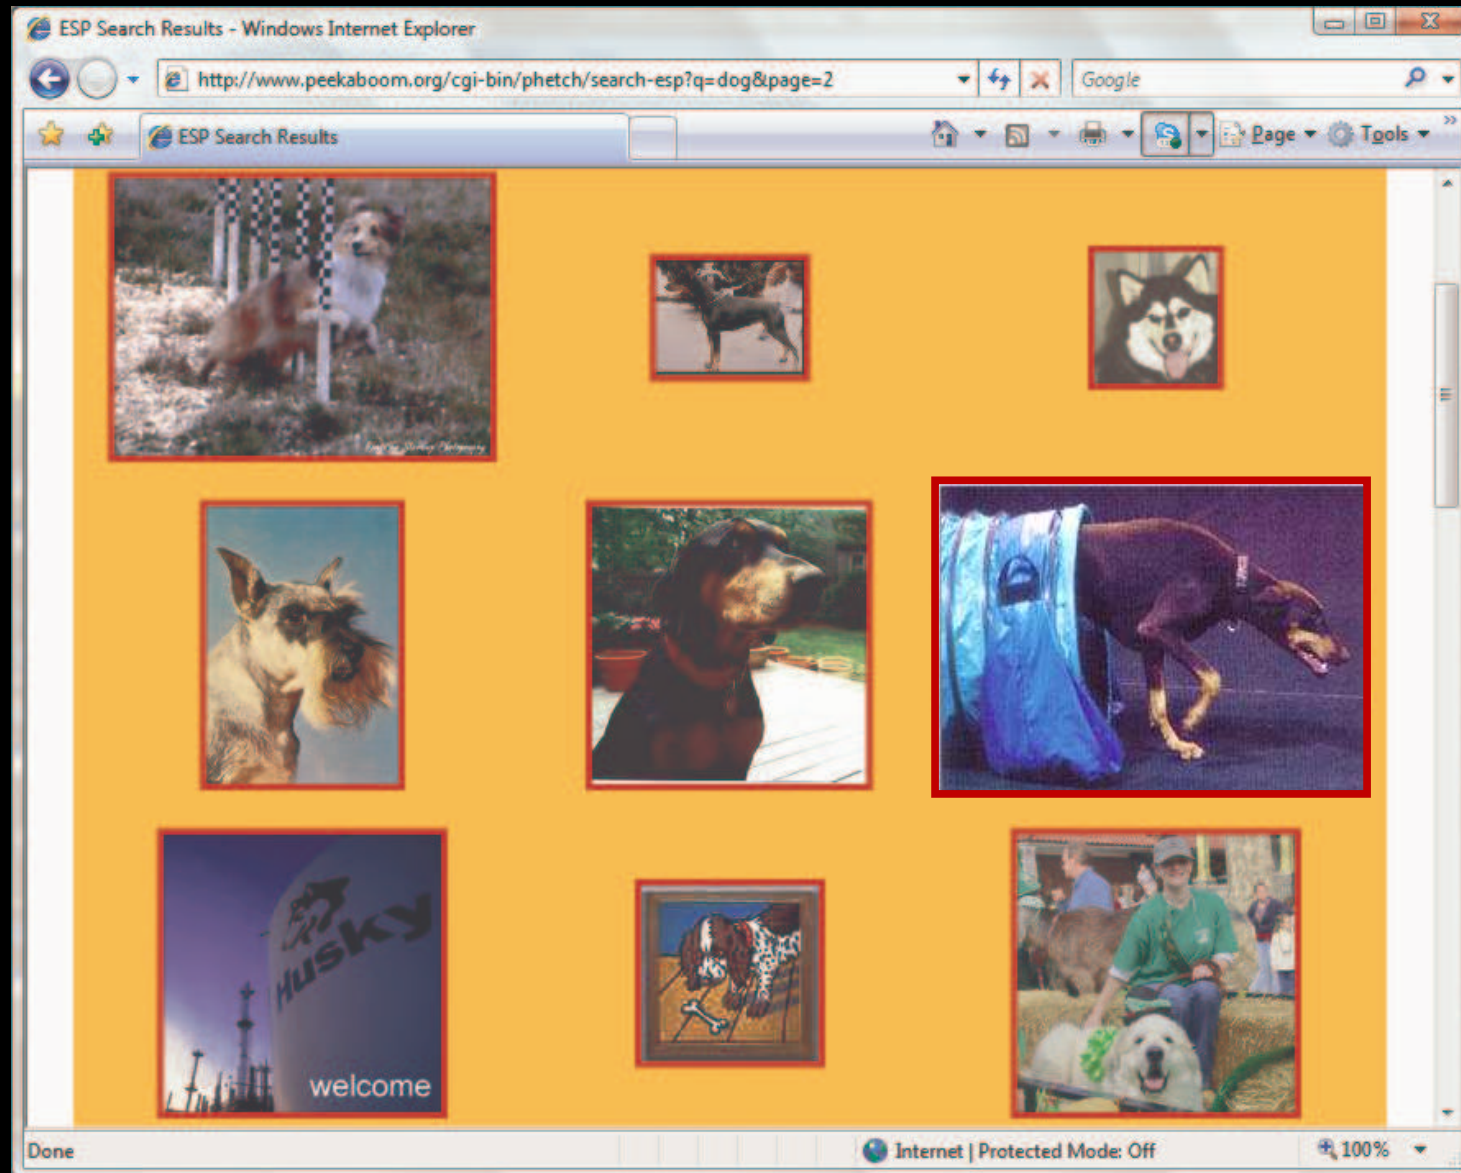 ESP Search Results - Windows Internet Explorer
http://www.peekaboom.org/cgi-bin/phetch/search-esp?q=dog&page=2
Google
ESP Search Results
Page
Tools
Photography
Husky
welcome
Done
Internet | Protected Mode: Off
100%